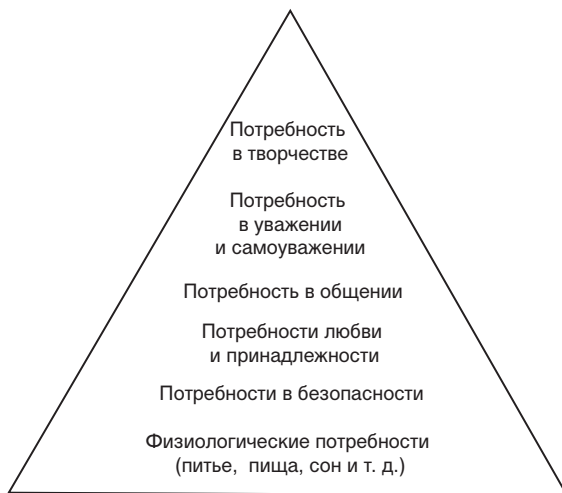 Потребность
в творчестве
Потребность
в уважении
и самоуважении
Потребность в общении
Потребности любви
и принадлежности
Потребности в безопасности
Физиологические потребности
(питье, пища, сон и т. д.)